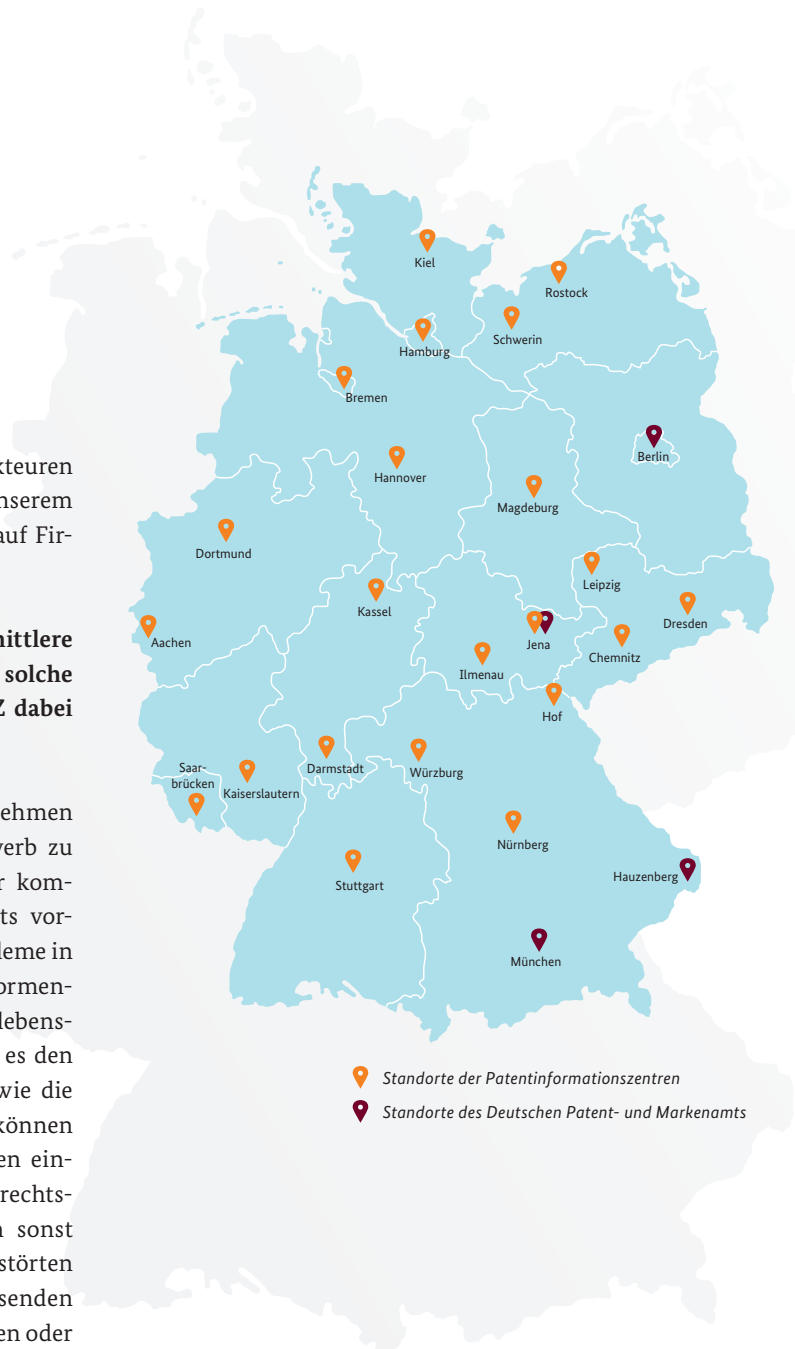 Kiel
Rostock
Schwerin
Hamburg
Bremen
Berlin
Hannover
Magdeburg
Dortmund
Leipzig
Kassel
Dresden
Aachen
Jena
Chemnitz
Ilmenau
Hof
Saar-
brücken
Kaiserslautern
Darmstadt
Würzburg
Nürnberg
Hauzenberg
Stuttgart
München
Standorte der Patentinformationszentren
Standorte des Deutschen Patent- und Markenamts
kteuren
nserem
auf Fir-
nittlere
solche
Z dabei
nehmen
verb zu
r kom-
ts vor-
leme in
ormen-
lebens-
es den
wie die
können
en ein-
rechts-
n sonst
störten
senden
en oder